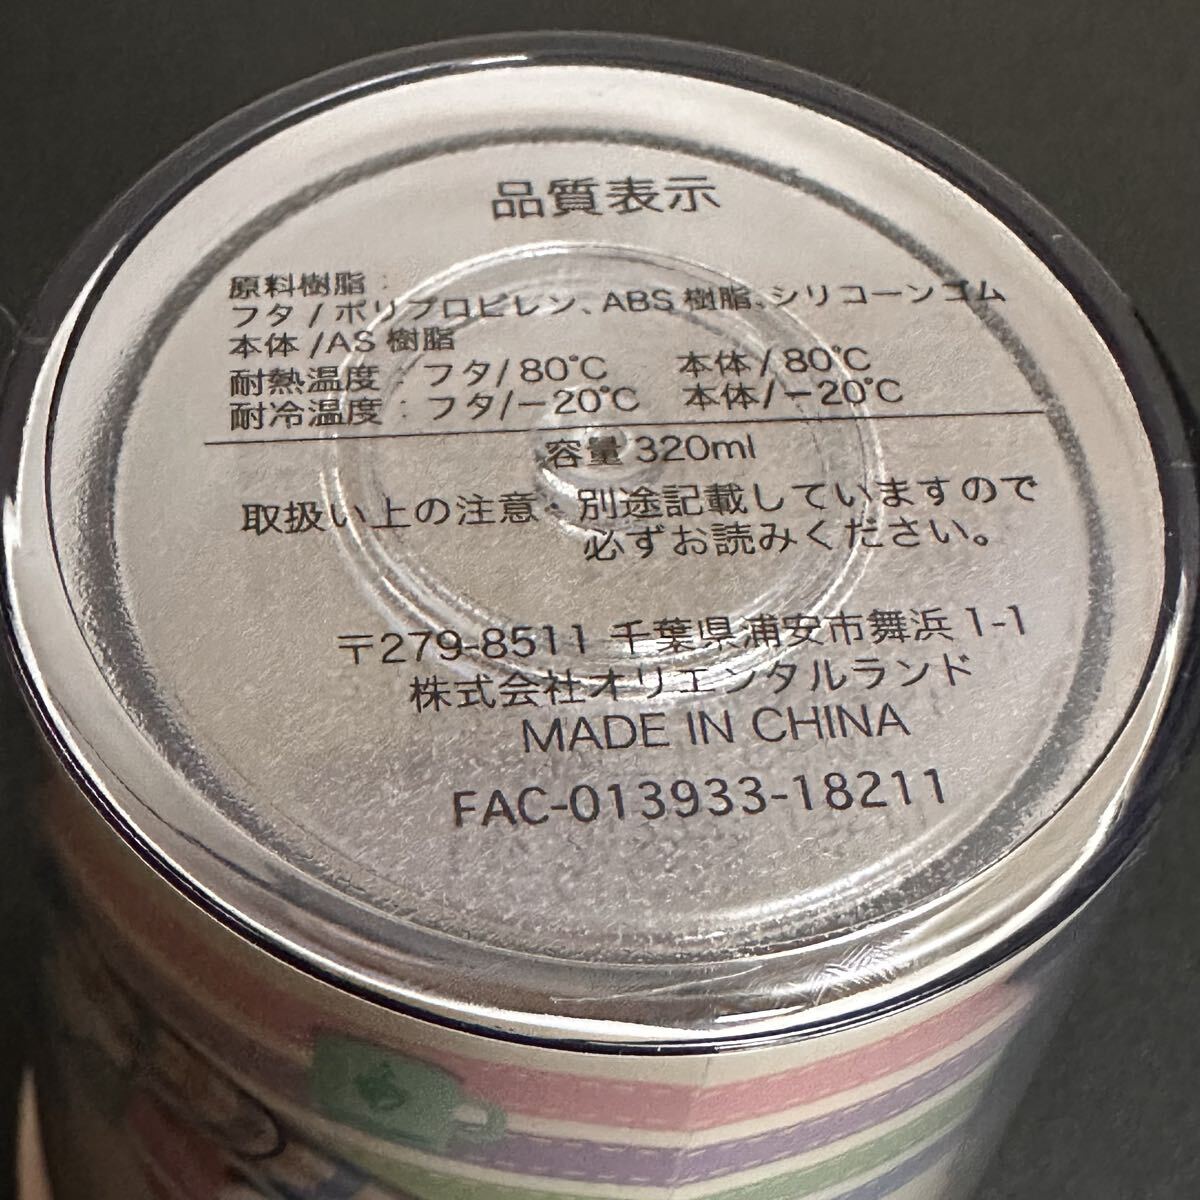 品質表示
原料樹脂:
フタ/ポリプロピレン、ABS樹脂、シリコーンゴム
本体/AS樹脂
耐熱温度:フタ/80℃ 本体/80℃
耐冷温度:フタ/−20℃ 本体/−20℃
容量 320ml
取扱い上の注意・別途記載していますので
必ずお読みください。
〒279-8511 千葉県浦安市舞浜1-1
株式会社オリエンタルランド
MADE IN CHINA
FAC-013933-18211